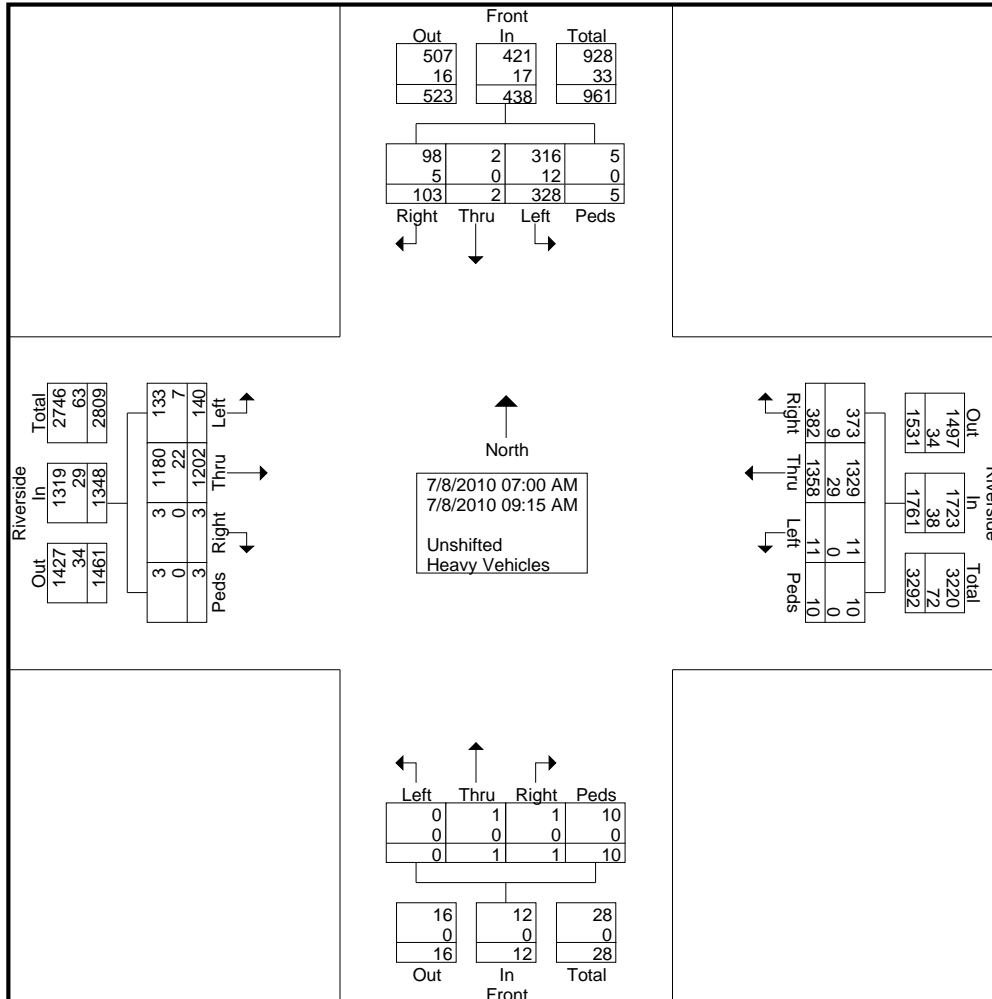 Front
Out In Total
507 421 928
16 17 33
523 438 961
98 2 316 5
5 0 12 0
103 2 328 5
Right Thru Left Peds
Riverside
Total In Out
2746 1319 1427
63 29 34
2809 1348 1461
133 1180 3 3
7 22 0 0
140 1202 3 3
Left Thru Right Peds
North
7/8/2010 07:00 AM
7/8/2010 09:15 AM
Unshifted
Heavy Vehicles
Right Thru Left Peds
382 1358 11 10
9 29 0 0
373 1329 11 10
Out In Total
1497 1723 3220
34 38 72
1531 1761 3292
Riverside
Left Thru Right Peds
0 1 1 10
0 0 0 0
0 1 1 10
16 12 28
0 0 0
16 12 28
Out In Total
Front